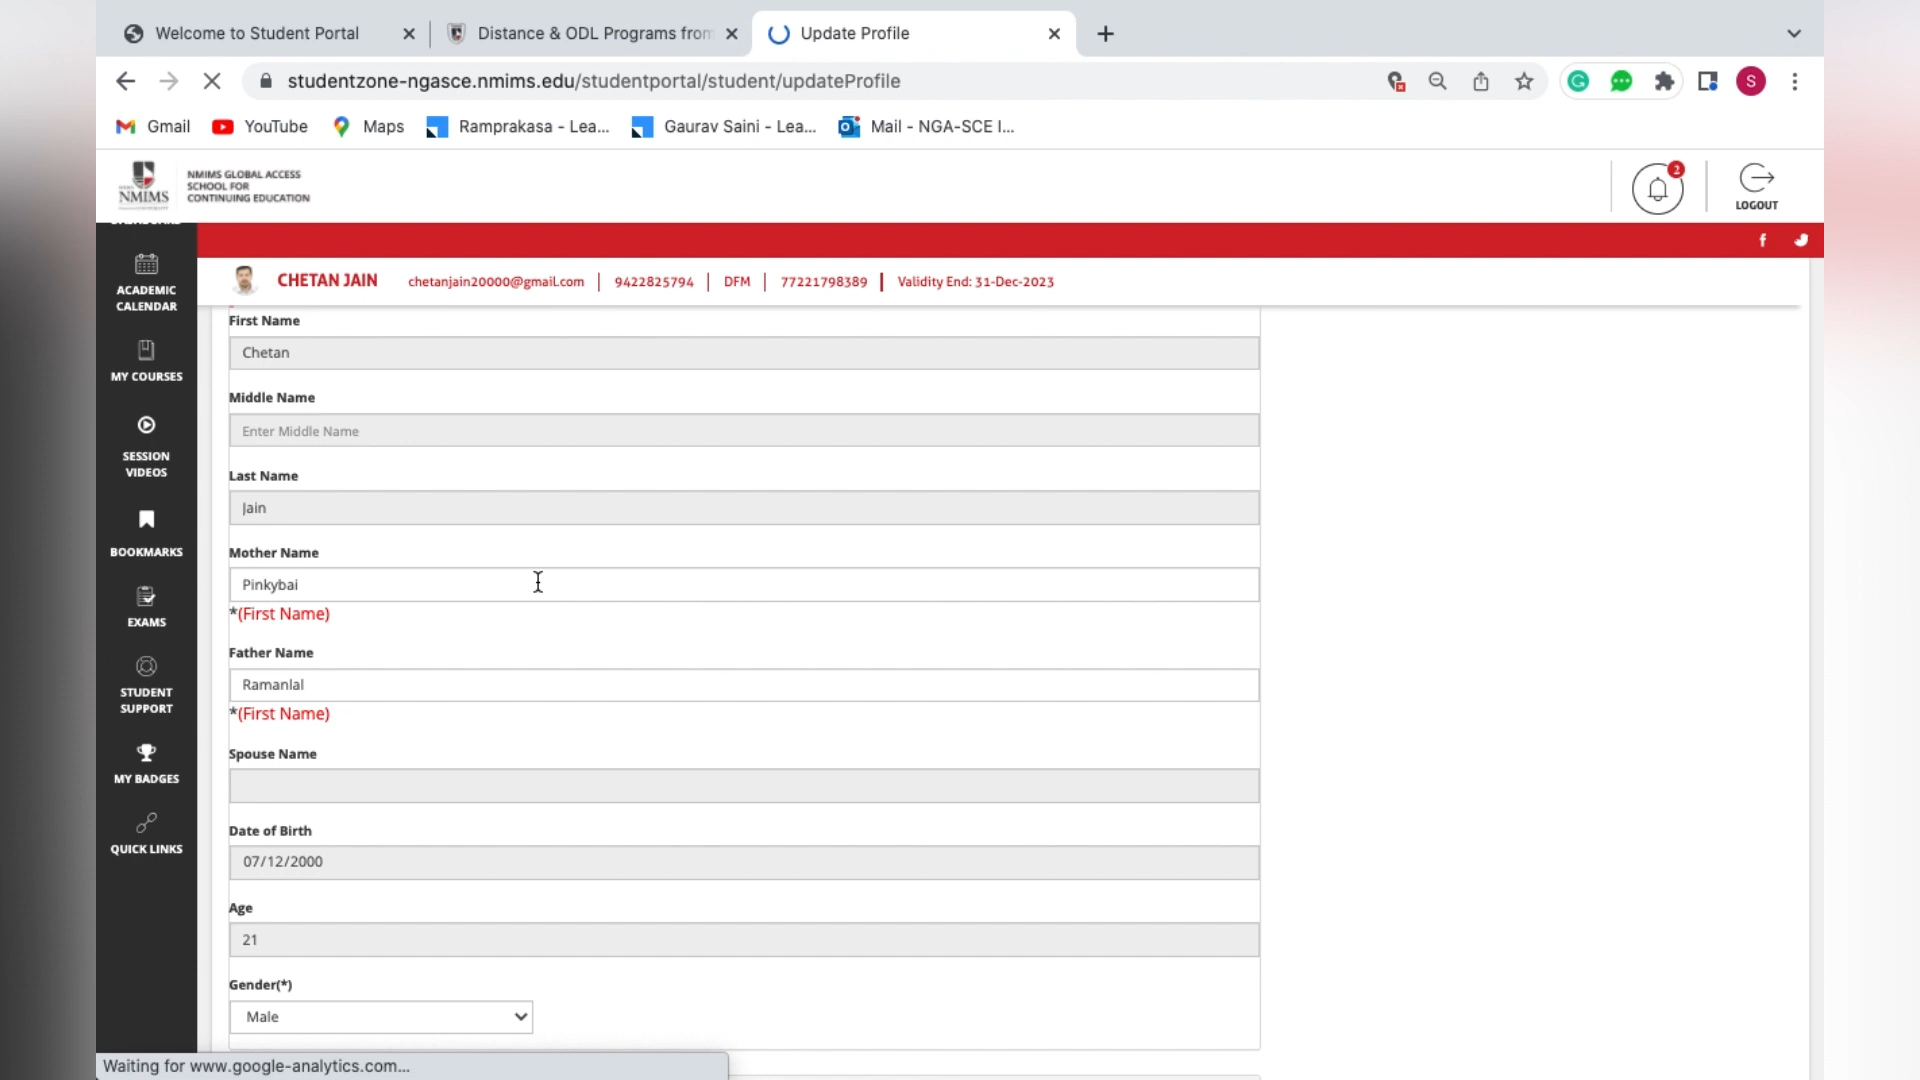 Welcome to Student Portal
Distance & ODL Programs from
Update Profile
studentzone-ngasce.nmims.edu/studentportal/student/updateProfile
S
Gmail
YouTube
Maps
Ramprakasa - Lea...
Gaurav Saini - Lea...
Mail - NGA-SCE I...
NMIMS
NMIMS GLOBAL ACCESS
SCHOOL FOR
CONTINUING EDUCATION
2
LOGOUT
CHETAN JAIN
chetanjain20000@gmail.com
9422825794
DFM
77221798389
Validity End: 31-Dec-2023
ACADEMIC
CALENDAR
MY COURSES
SESSION
VIDEOS
BOOKMARKS
EXAMS
STUDENT
SUPPORT
MY BADGES
QUICK LINKS
First Name
Chetan
Middle Name
Enter Middle Name
Last Name
Jain
Mother Name
Pinkybai
*(First Name)
Father Name
Ramanlal
*(First Name)
Spouse Name
Date of Birth
07/12/2000
Age
21
Gender(*)
Male
Waiting for www.google-analytics.com...